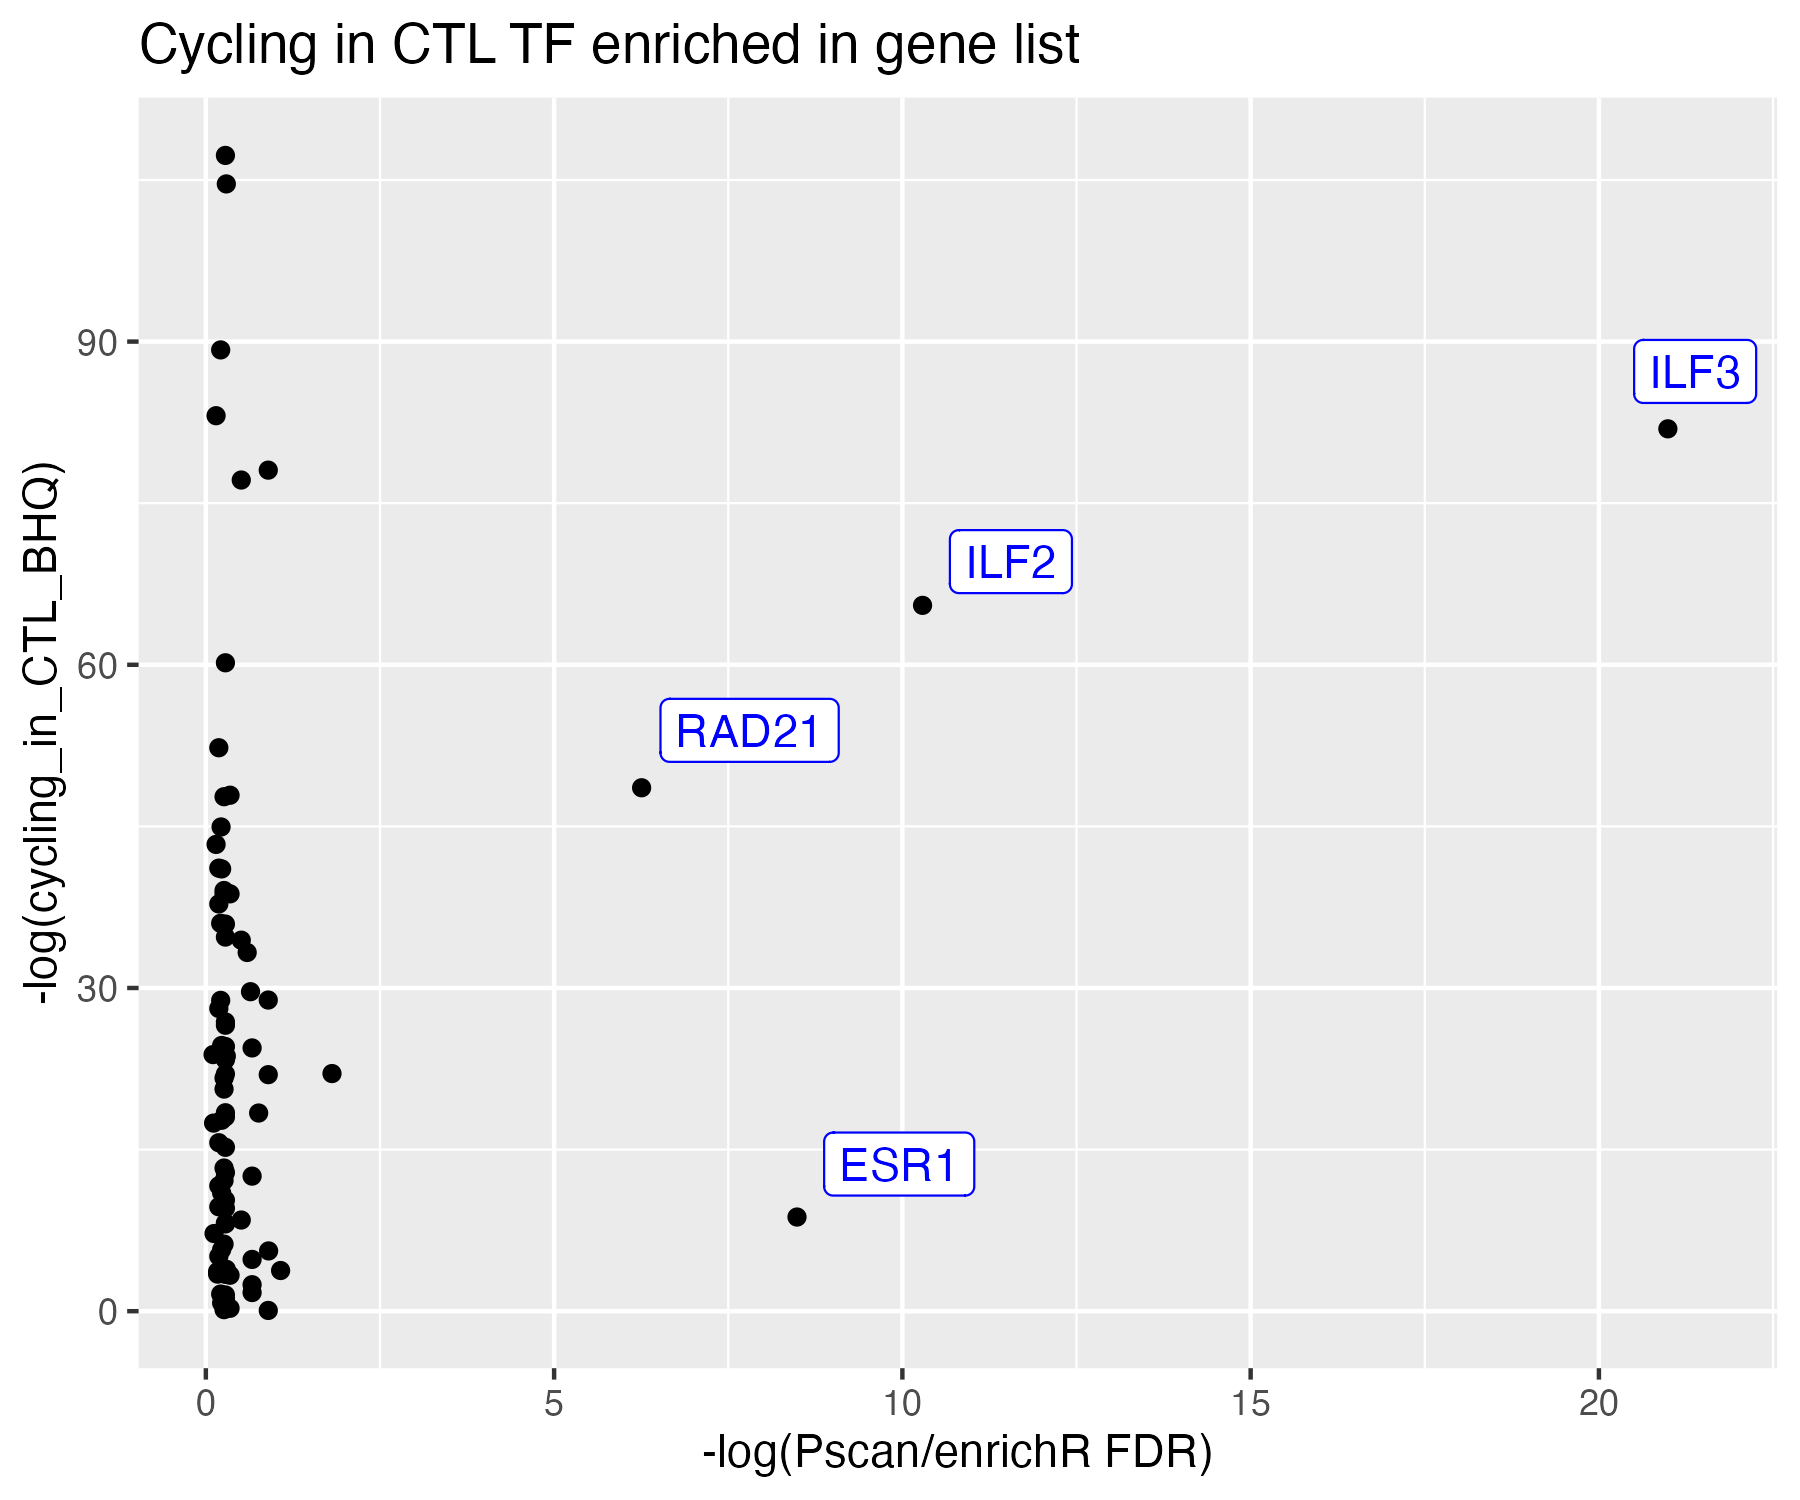 Cycling in CTL TF enriched in gene list
-log(cycling_in_CTL_BHQ)
90
60
30
0
ILF3
ILF2
RAD21
ESR1
0 5 10 15 20
-log(Pscan/enrichR FDR)